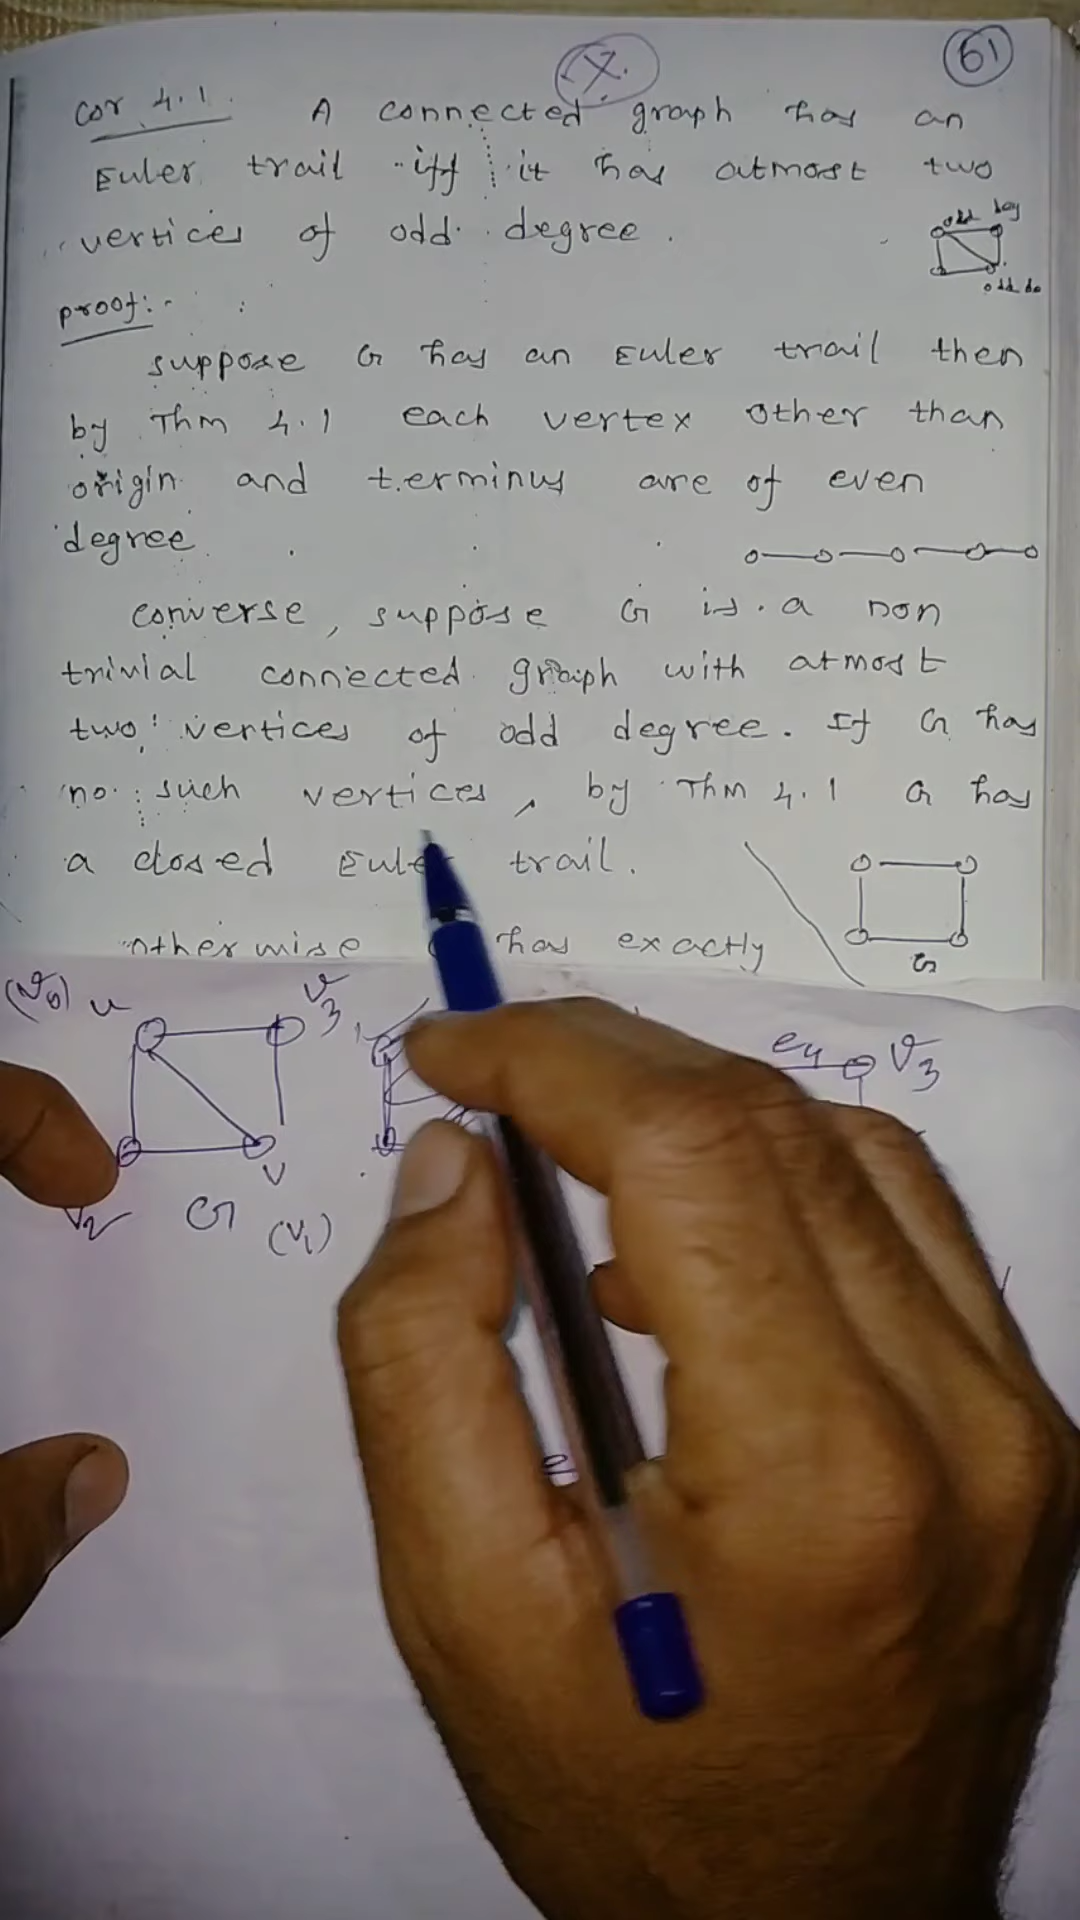 X.
61
Cor 4.1. A connected graph has an
Euler trail iff it has atmost two
vertices of odd degree.
odd deg
odd de
proof:-
suppose G has an Euler trail then
by Thm 4.1 each vertex other than
origin and terminus are of even
degree.
converse, suppose G is a non
trivial connected graph with atmost
two vertices of odd degree. If G has
no such vertices, by Thm 4.1 G has
a closed Euler trail.
G
otherwise has exactly
(v0) u
v3
e4 v3
v2
G
v
(v1)
e